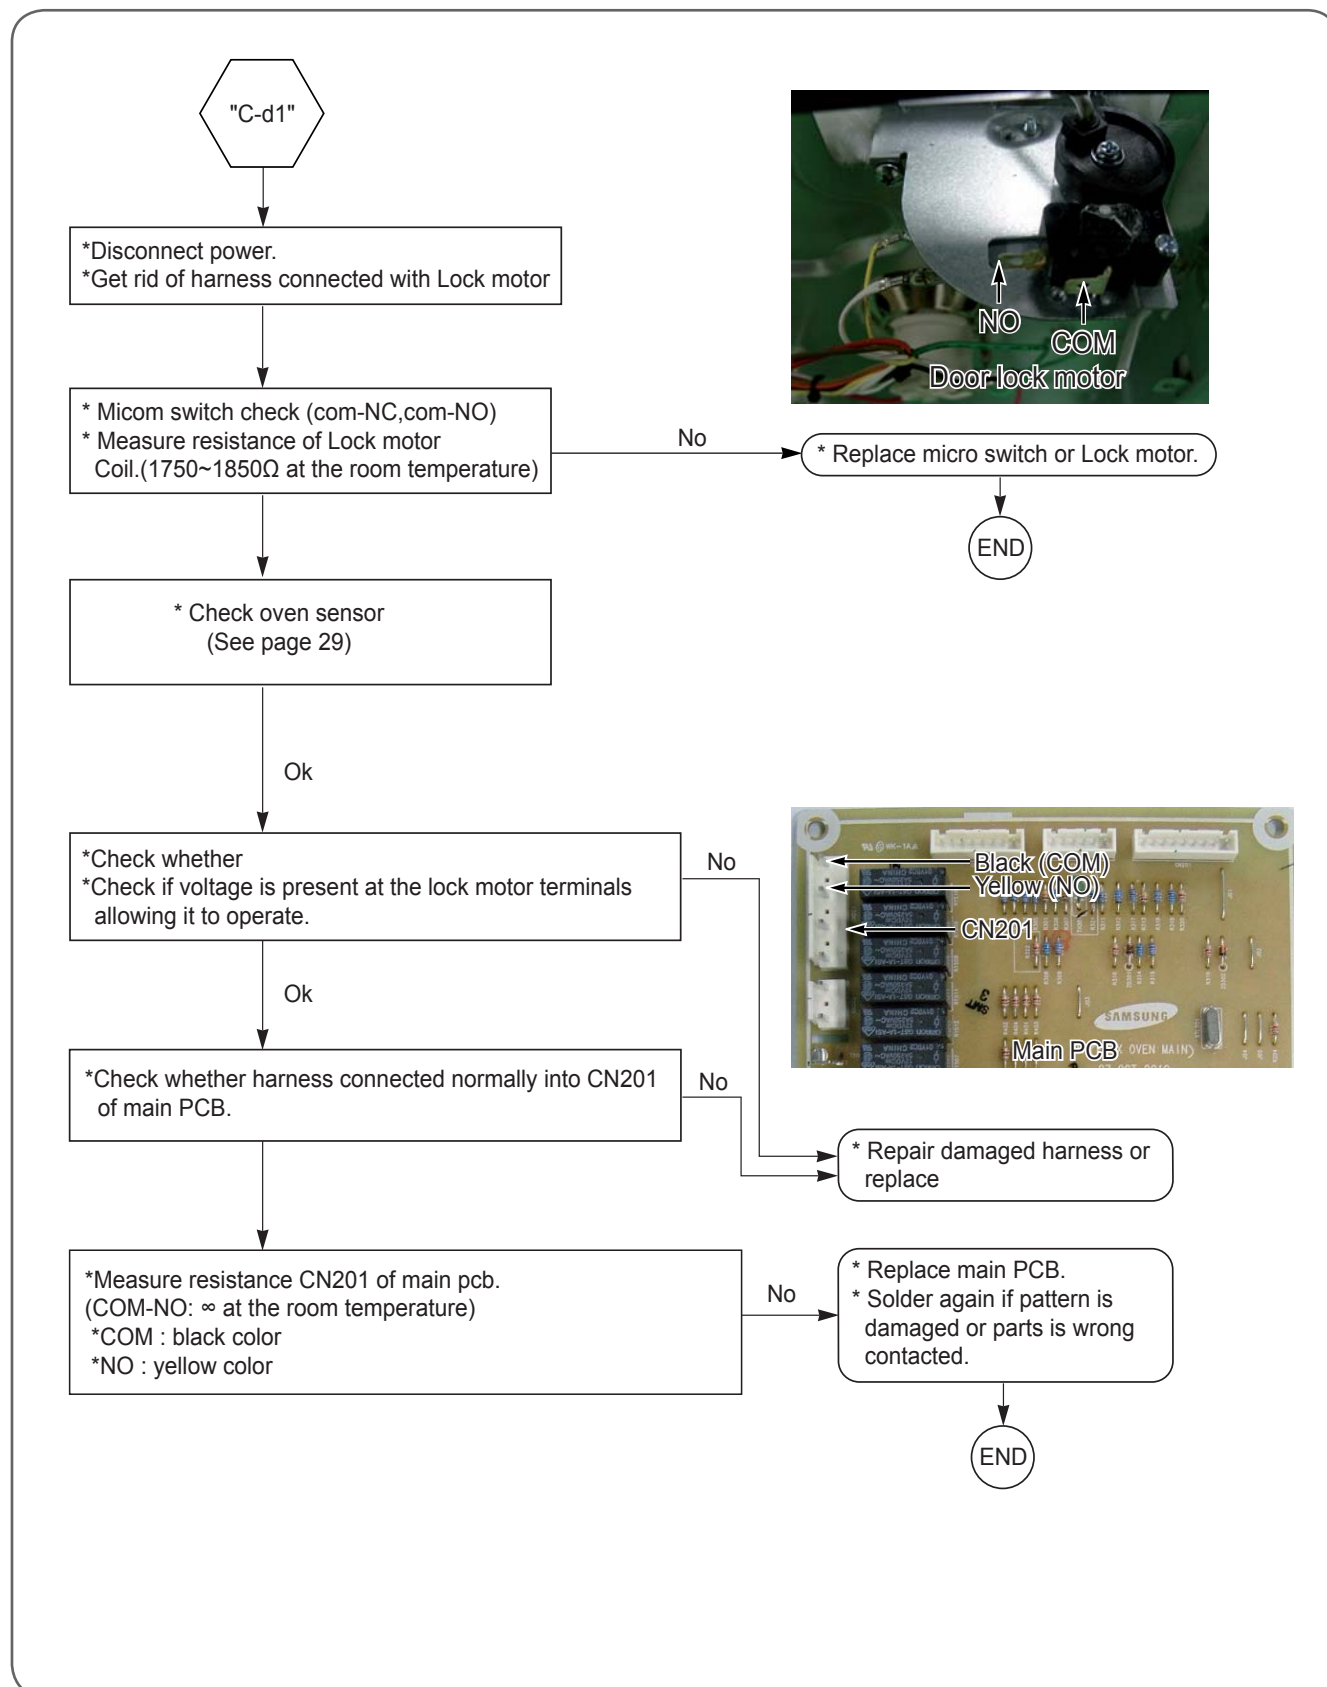 "C-d1"
*Disconnect power.
*Get rid of harness connected with Lock motor
NO
COM
Door lock motor
* Micom switch check (com-NC,com-NO)
* Measure resistance of Lock motor
Coil.(1750~1850Ω at the room temperature)
No
* Replace micro switch or Lock motor.
END
* Check oven sensor
(See page 29)
Ok
*Check whether
*Check if voltage is present at the lock motor terminals
allowing it to operate.
No
Black (COM)
Yellow (NO)
CN201
SAMSUNG
Main PCB
OVEN MAIN)
Ok
*Check whether harness connected normally into CN201
of main PCB.
No
* Repair damaged harness or
replace
*Measure resistance CN201 of main pcb.
(COM-NO: ∞ at the room temperature)
*COM : black color
*NO : yellow color
No
* Replace main PCB.
* Solder again if pattern is
damaged or parts is wrong
contacted.
END